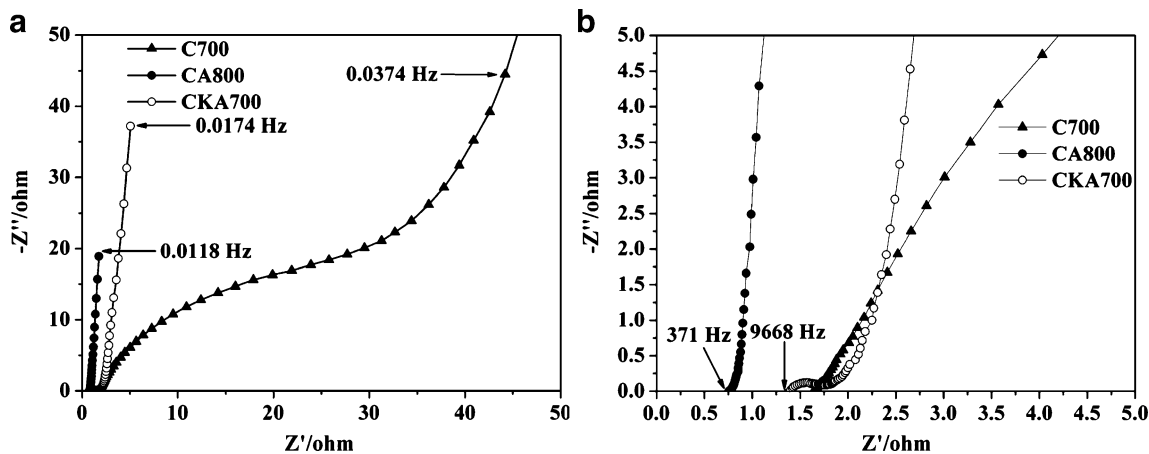 a
50
40
30
20
10
0
-Z''/ohm
C700
CA800
CKA700
0.0374 Hz
0.0174 Hz
0.0118 Hz
0 10 20 30 40 50
Z'/ohm
b
5.0
4.5
4.0
3.5
3.0
2.5
2.0
1.5
1.0
0.5
0.0
-Z''/ohm
C700
CA800
CKA700
371 Hz
9668 Hz
0.0 0.5 1.0 1.5 2.0 2.5 3.0 3.5 4.0 4.5 5.0
Z'/ohm